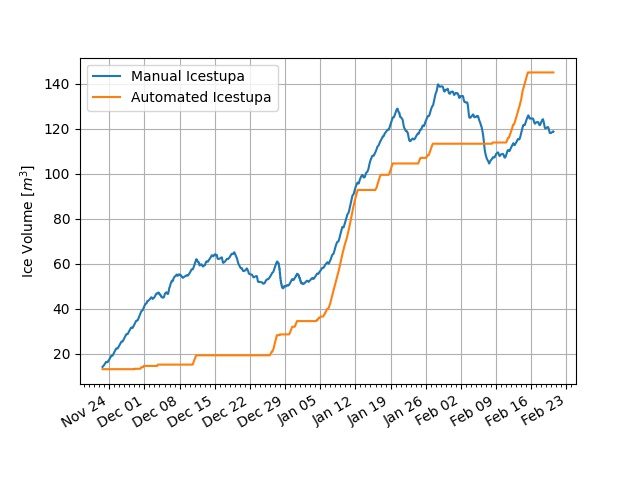 Manual Icestupa
Automated Icestupa
Ice Volume [m³]
140
120
100
80
60
40
20
Nov 24
Dec 01
Dec 08
Dec 15
Dec 22
Dec 29
Jan 05
Jan 12
Jan 19
Jan 26
Feb 02
Feb 09
Feb 16
Feb 23